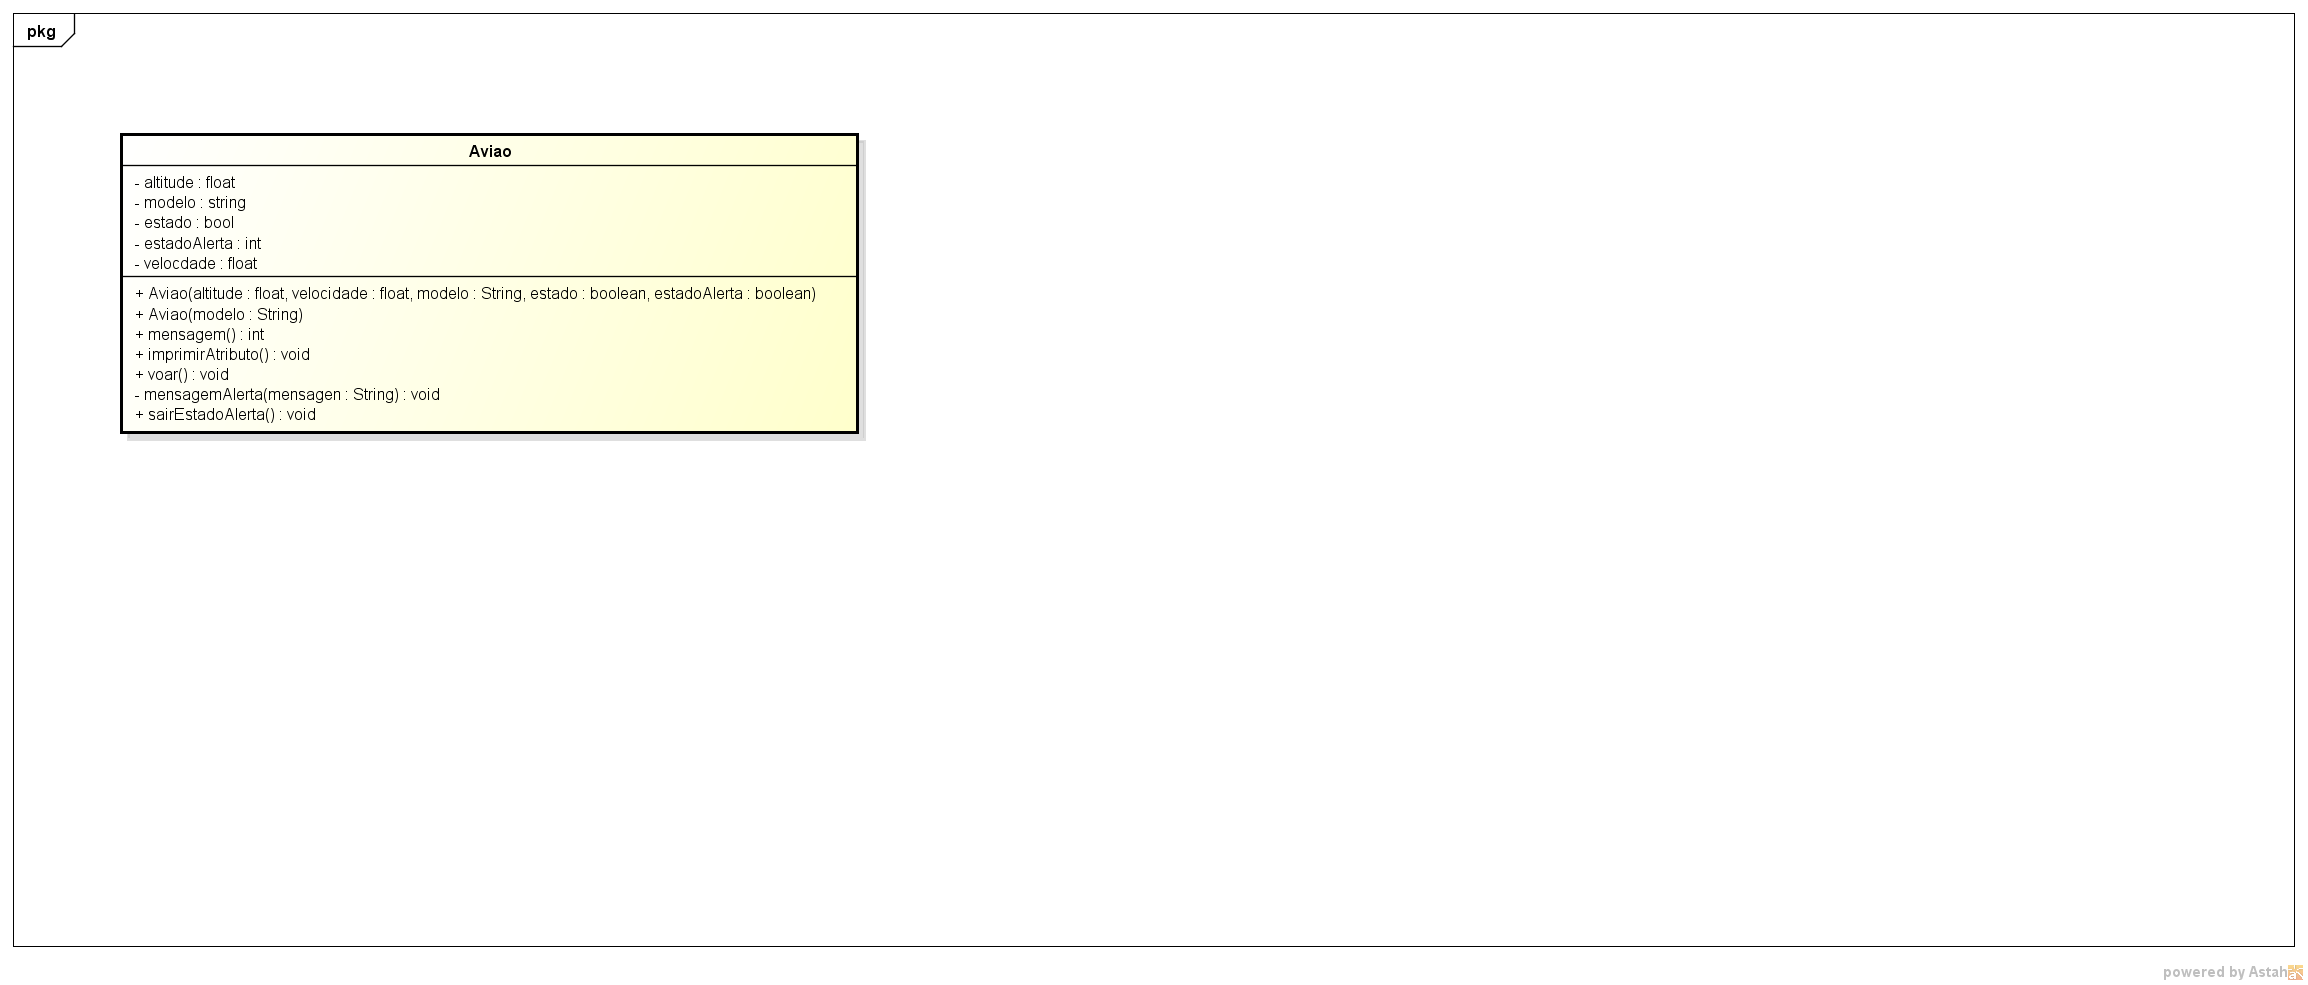 pkg
Aviao
- altitude : float
- modelo : string
- estado : bool
- estadoAlerta : int
- velocdade : float
+ Aviao(altitude : float, velocidade : float, modelo : String, estado : boolean, estadoAlerta : boolean)
+ Aviao(modelo : String)
+ mensagem() : int
+ imprimirAtributo() : void
+ voar() : void
- mensagemAlerta(mensagen : String) : void
+ sairEstadoAlerta() : void
powered by Astah